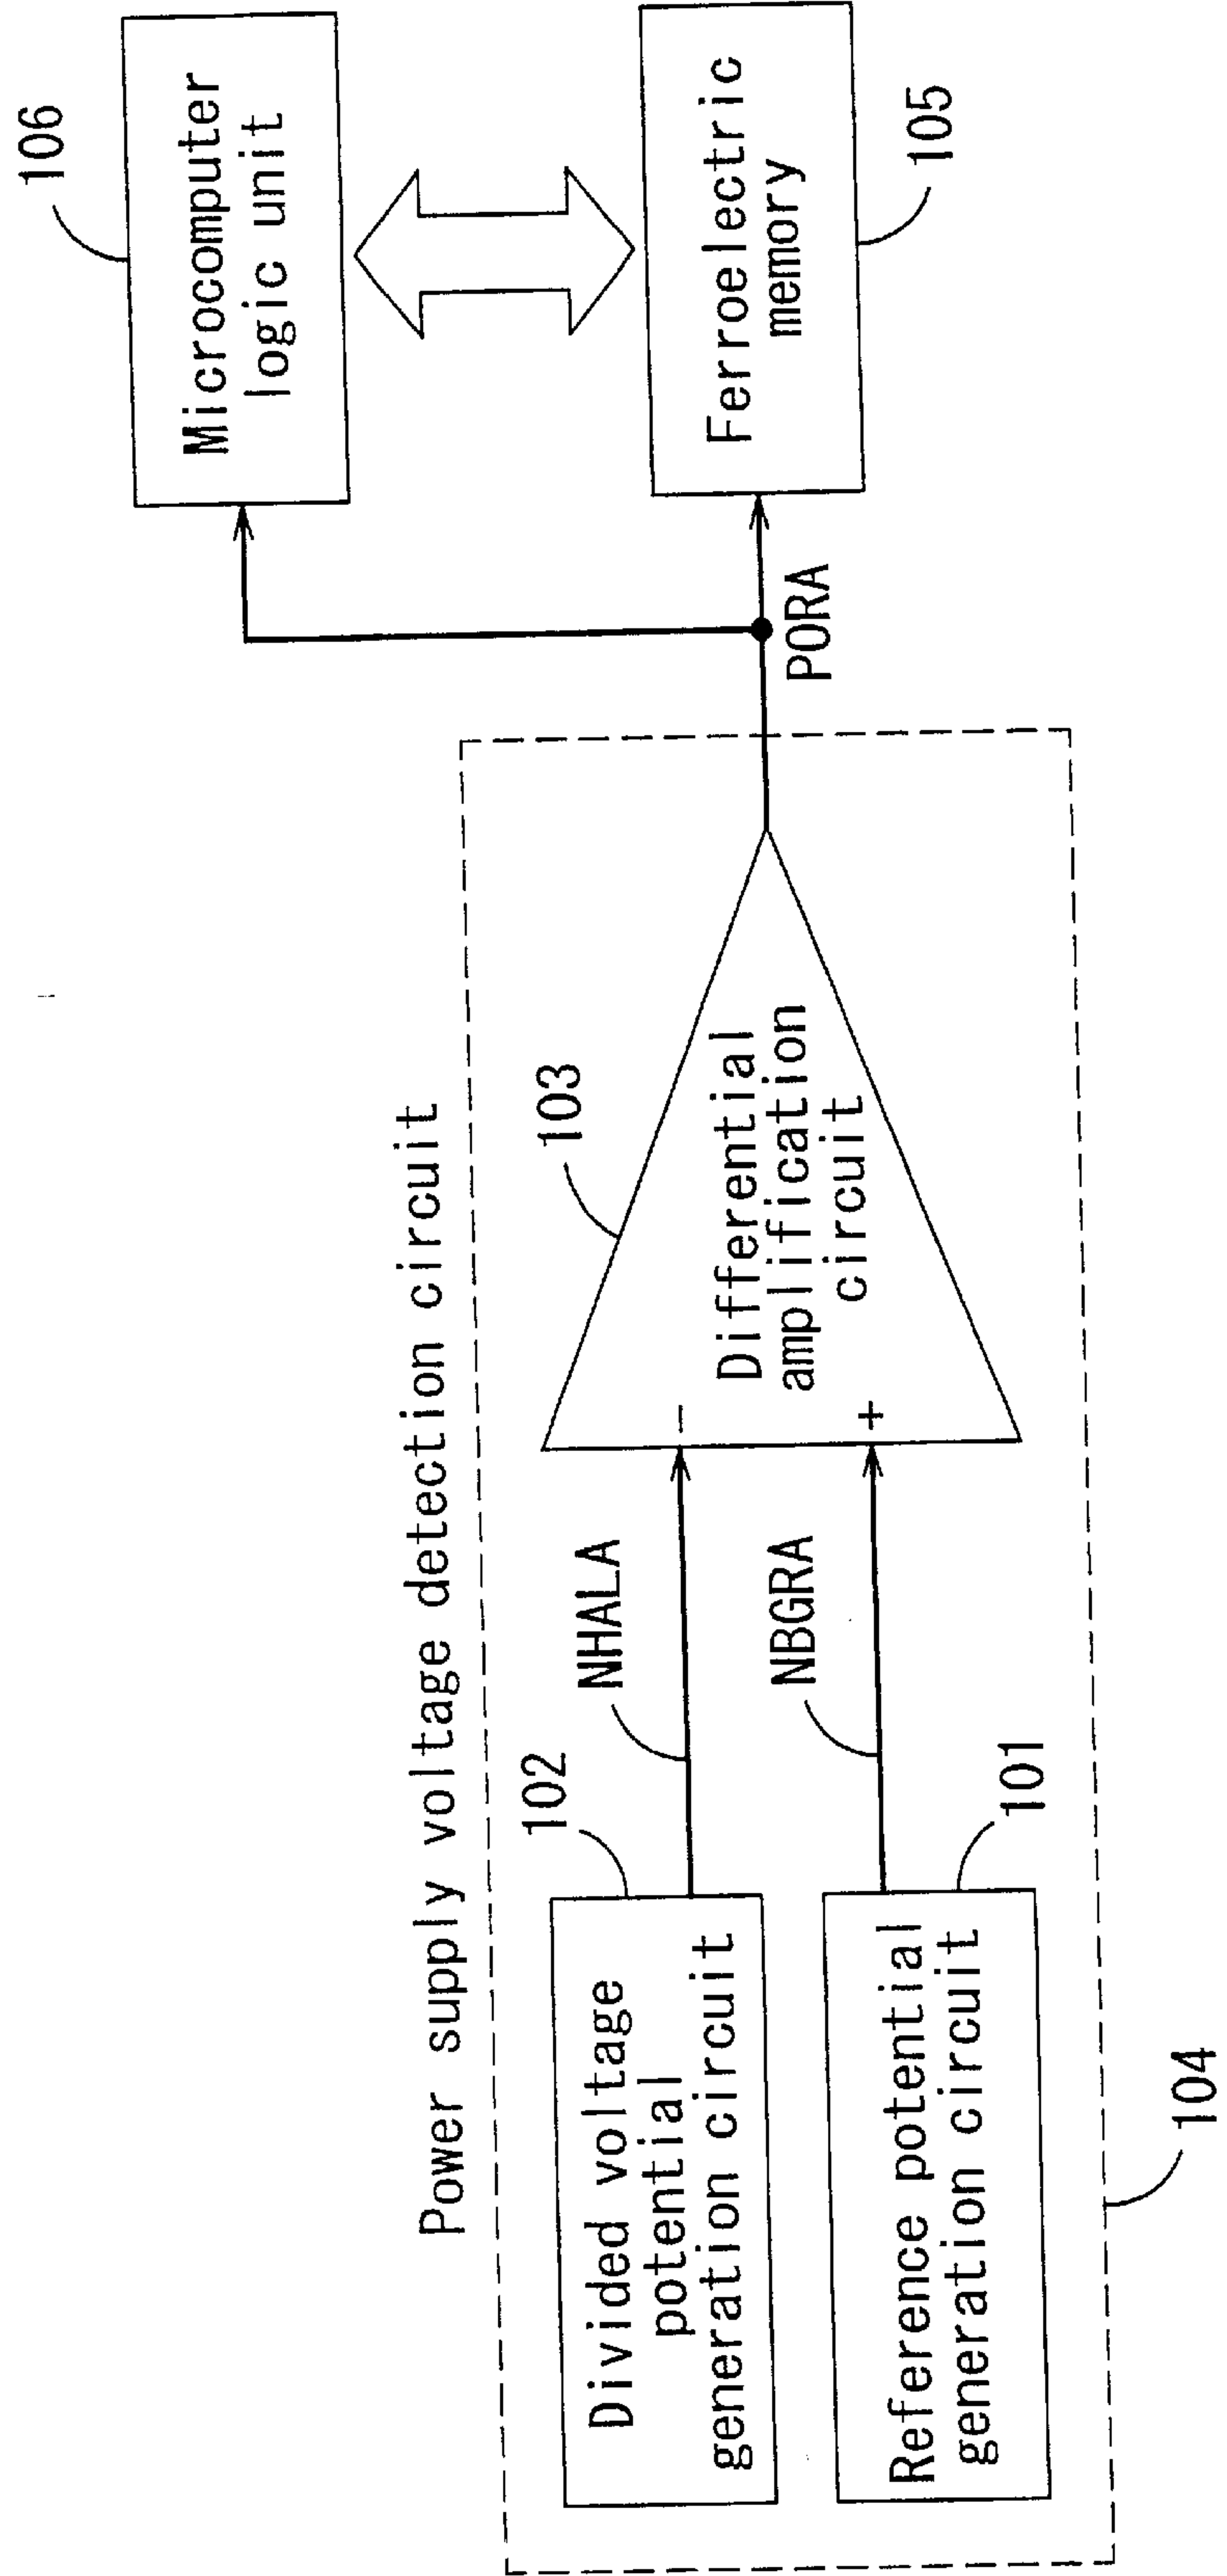 Power supply voltage detection circuit
Divided voltage
potential
generation circuit
102
NHALA
Reference potential
generation circuit
101
NBGRA
103
−
+
Differential
amplification
circuit
104
PORA
106
Microcomputer
logic unit
Ferroelectric
memory
105